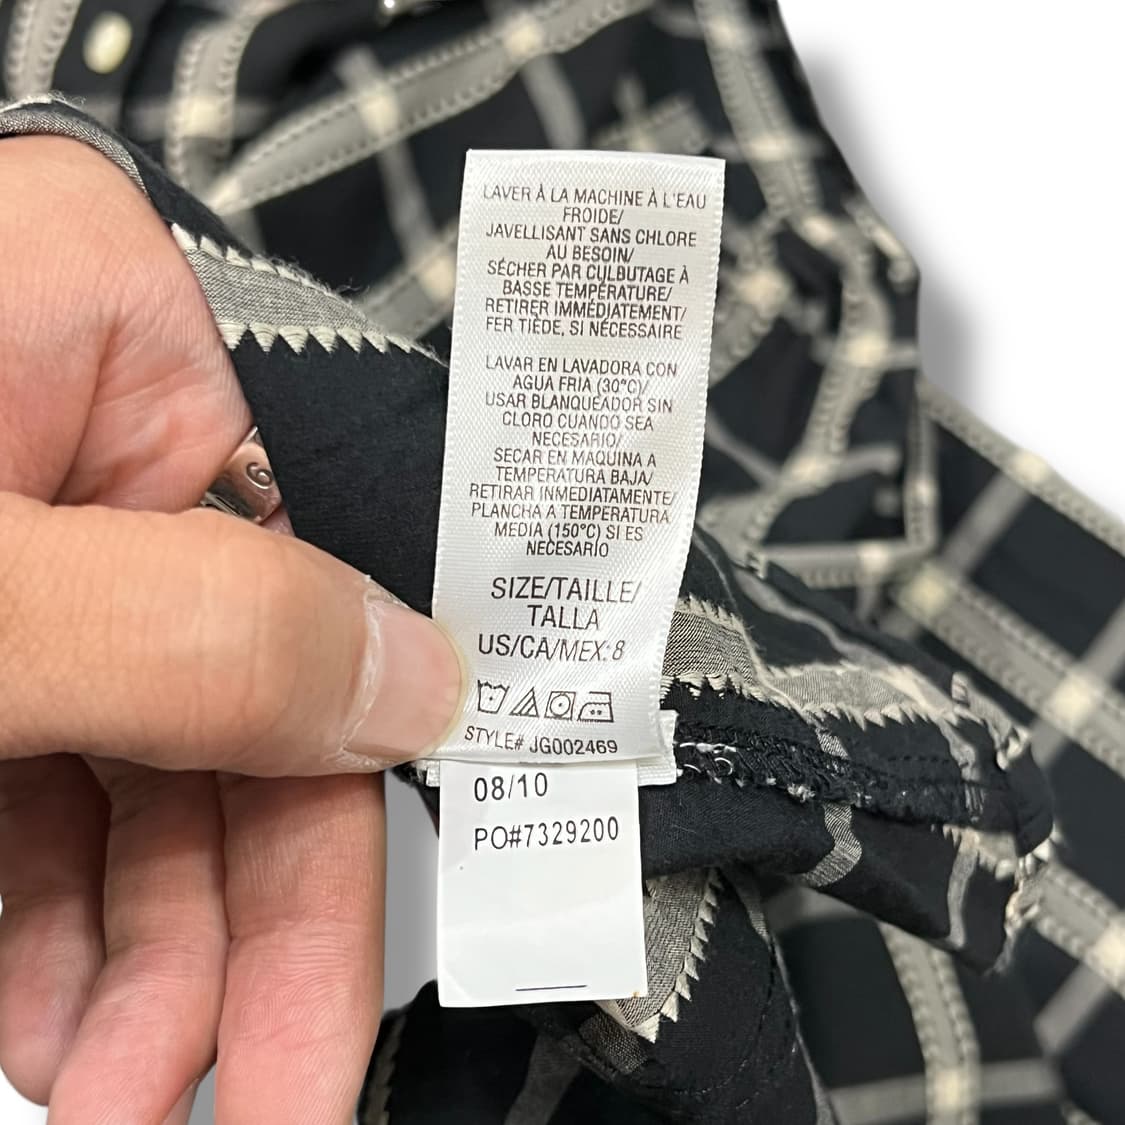 LAVER À LA MACHINE À L'EAU
FROIDE/
JAVELLISANT SANS CHLORE
AU BESOIN/
SÉCHER PAR CULBUTAGE À
BASSE TEMPÉRATURE/
RETIRER IMMÉDIATEMENT/
FER TIÈDE, SI NÉCESSAIRE
LAVAR EN LAVADORA CON
AGUA FRIA (30°C)/
USAR BLANQUEADOR SIN
CLORO CUANDO SEA
NECESARIO/
SECAR EN MAQUINA A
TEMPERATURA BAJA/
RETIRAR INMEDIATAMENTE/
PLANCHA A TEMPERATURA
MEDIA (150°C) SI ES
NECESARIO
SIZE/TAILLE/
TALLA
US/CA/MEX: 8
STYLE# JG002469
08/10
PO#7329200